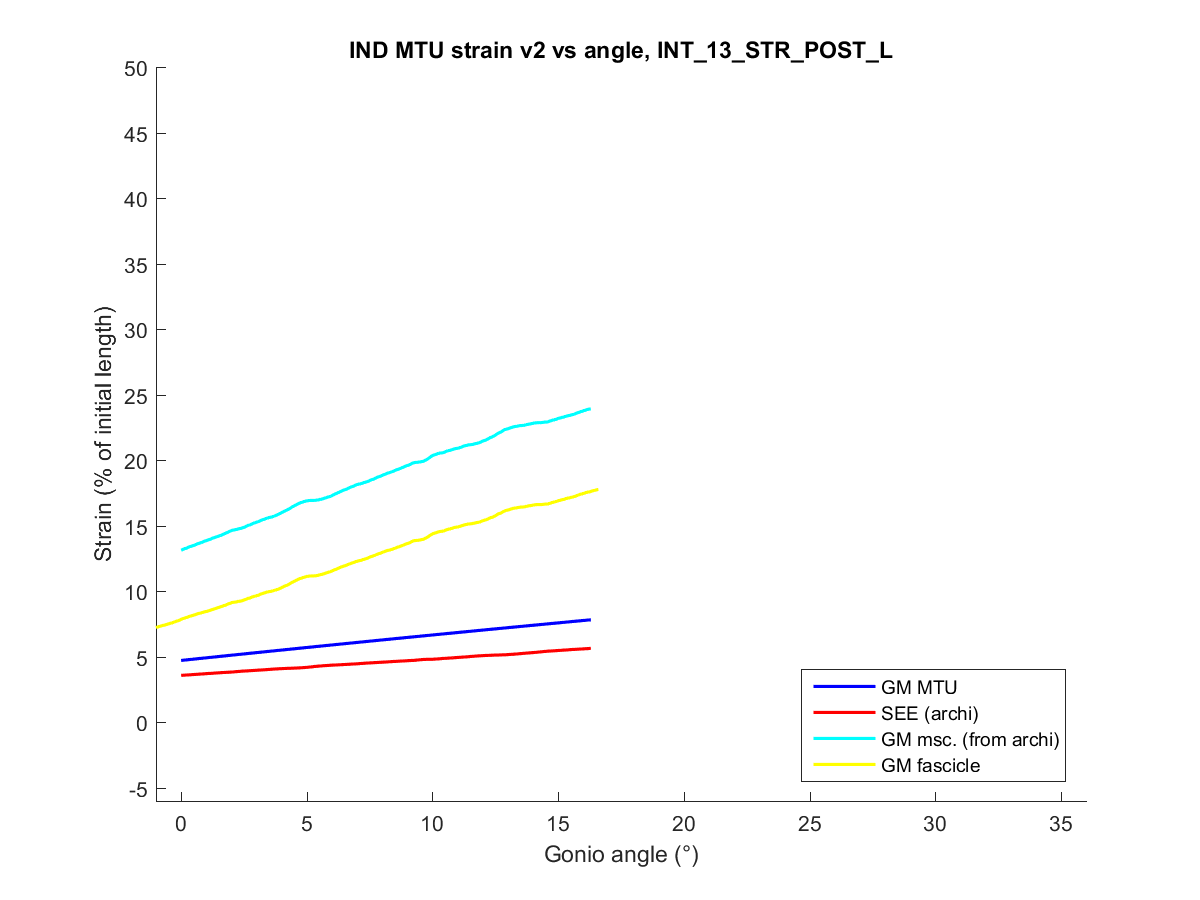 IND MTU strain v2 vs angle, INT_13_STR_POST_L
50
45
40
35
30
25
20
15
10
5
0
-5
Strain (% of initial length)
0 5 10 15 20 25 30 35
Gonio angle (°)
GM MTU
SEE (archi)
GM msc. (from archi)
GM fascicle